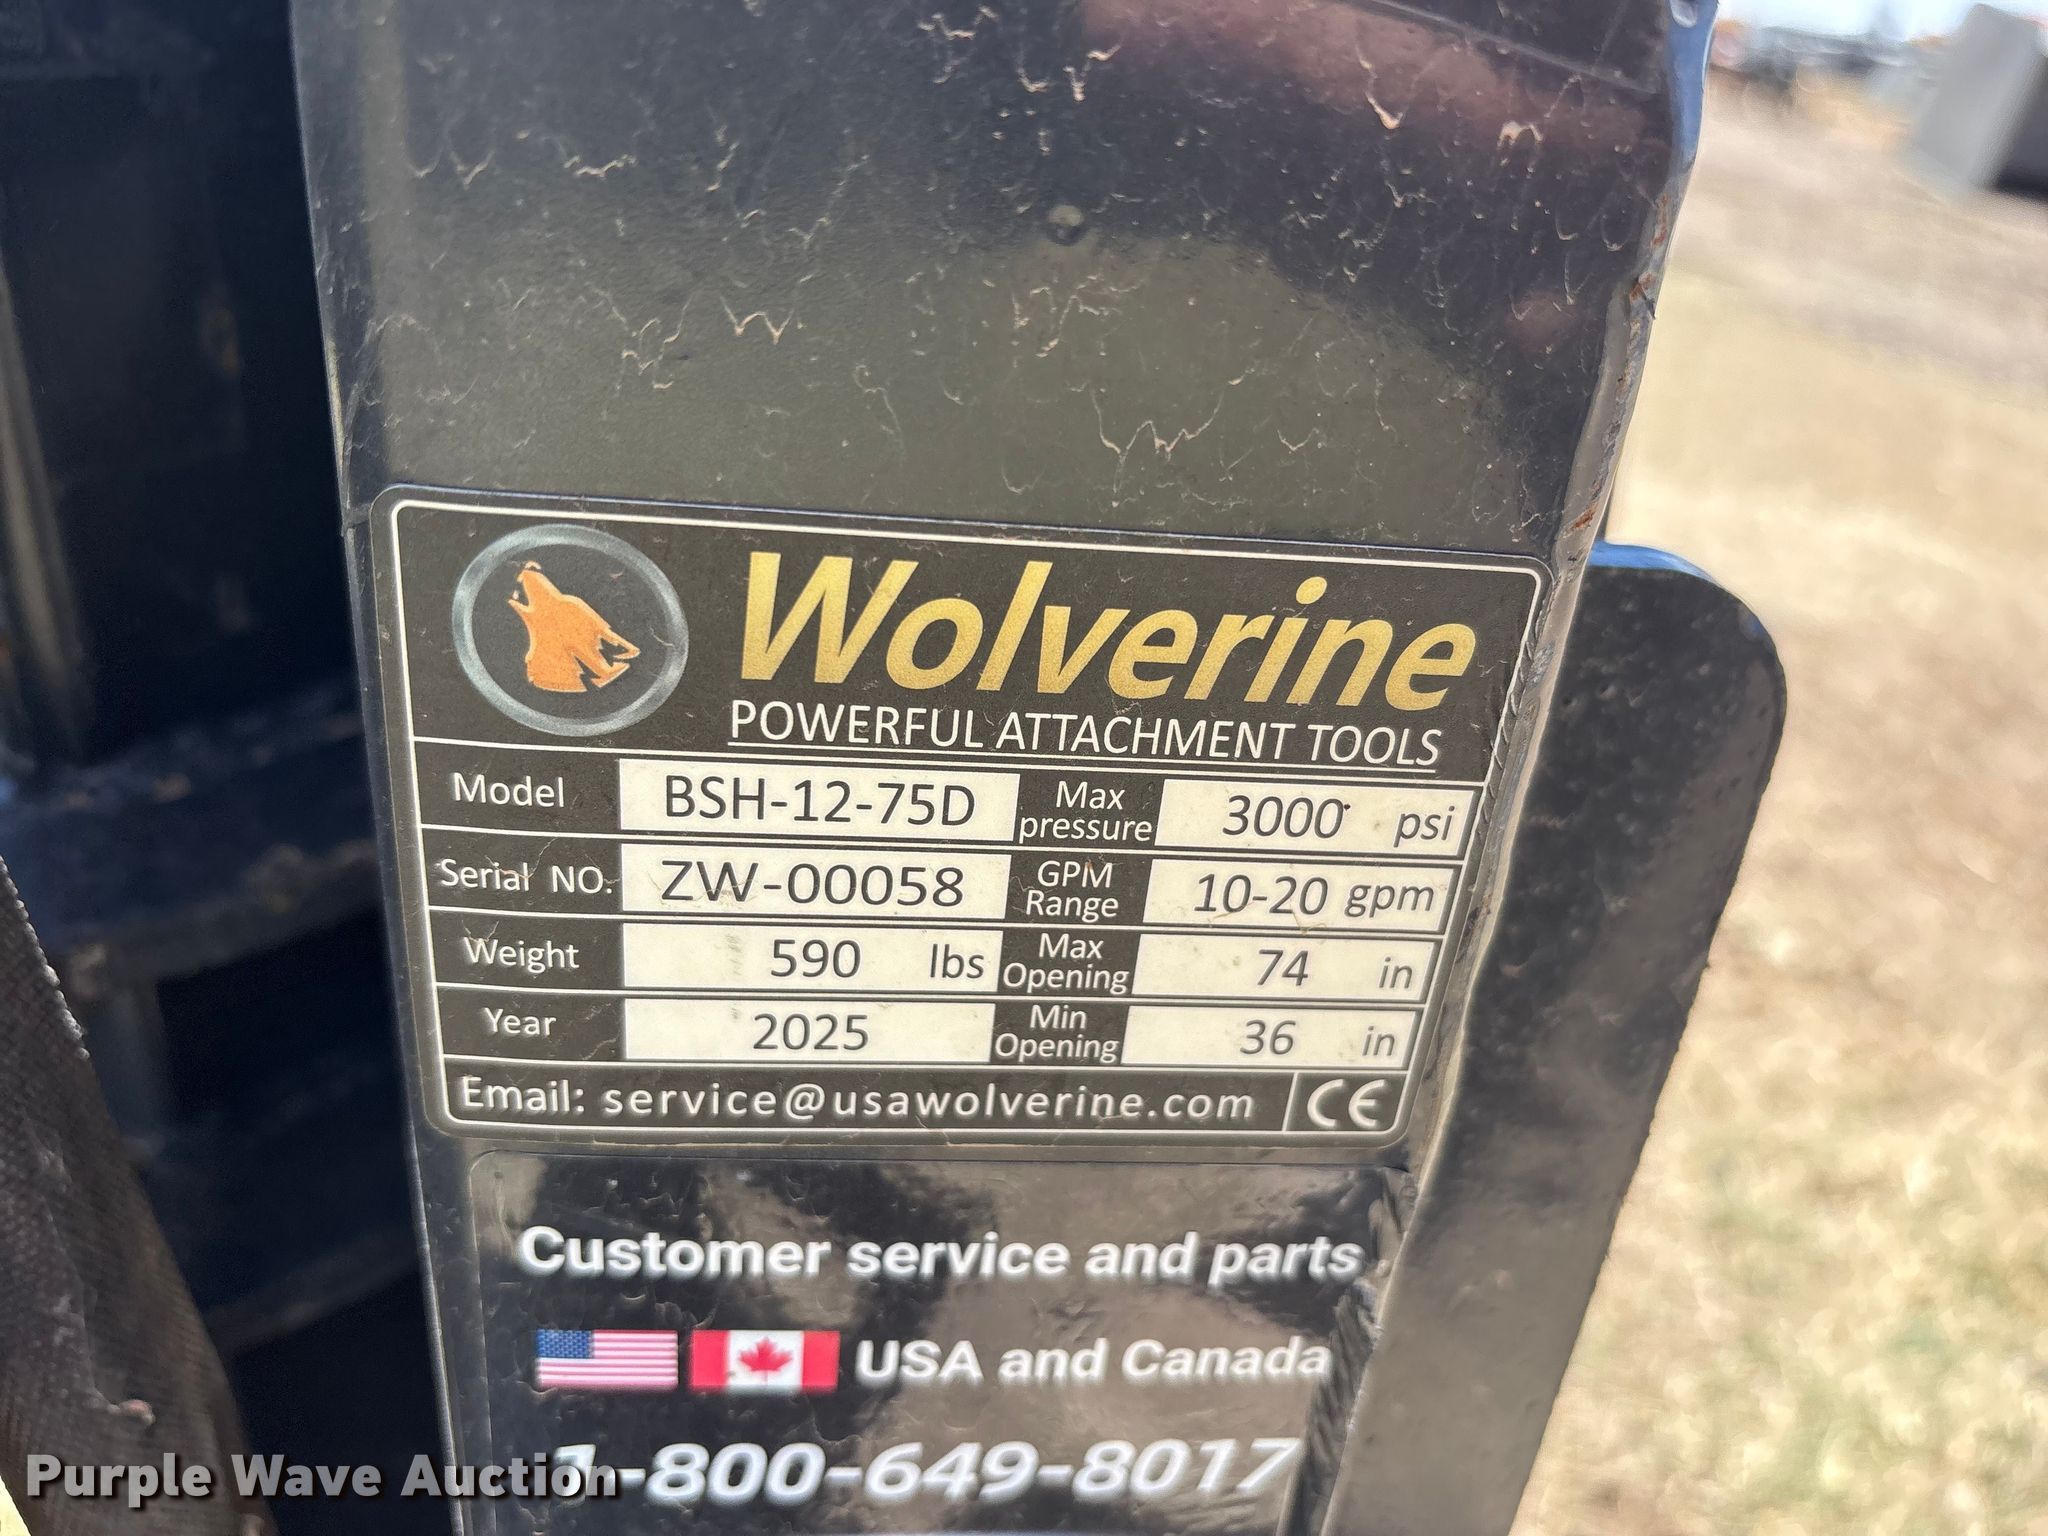 Wolverine
POWERFUL ATTACHMENT TOOLS
Model BSH-12-75D Max pressure 3000 psi
Serial NO. ZW-00058 GPM Range 10-20 gpm
Weight 590 lbs Max Opening 74 in
Year 2025 Min Opening 36 in
Email: service@usawolverine.com CE
Customer service and parts
USA and Canada
1-800-649-8017
Purple Wave Auction